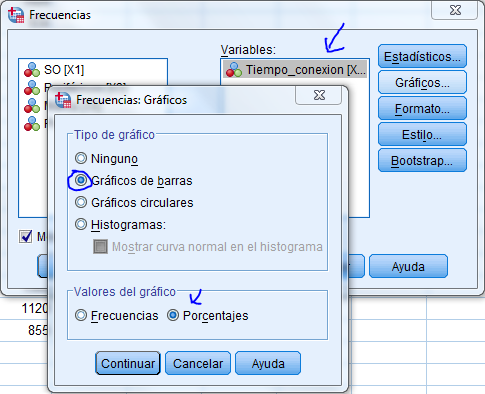 Frecuencias
Variables:
SO [X1]
Tiempo_conexion [X...
Estadísticos...
Gráficos...
Formato...
Estilo...
Bootstrap...
Frecuencias: Gráficos
Tipo de gráfico
Ninguno
Gráficos de barras
Gráficos circulares
Histogramas:
Mostrar curva normal en el histograma
Ayuda
Valores del gráfico
Frecuencias
Porcentajes
1120
855
Continuar
Cancelar
Ayuda